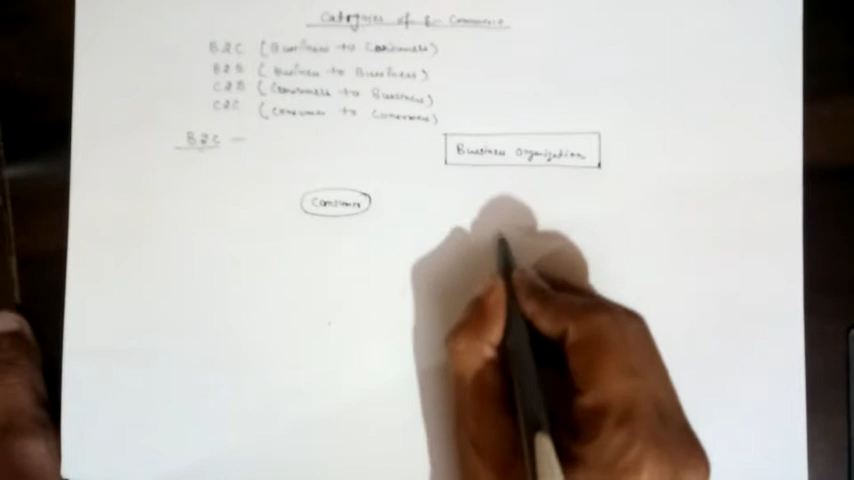 Categories of E-Commerce
B2C (Business to Consumers)
B2B (Business to Business)
C2B (Consumers to Business)
C2C (Consumer to Consumers)
B2C -
Business Organization
Consumer